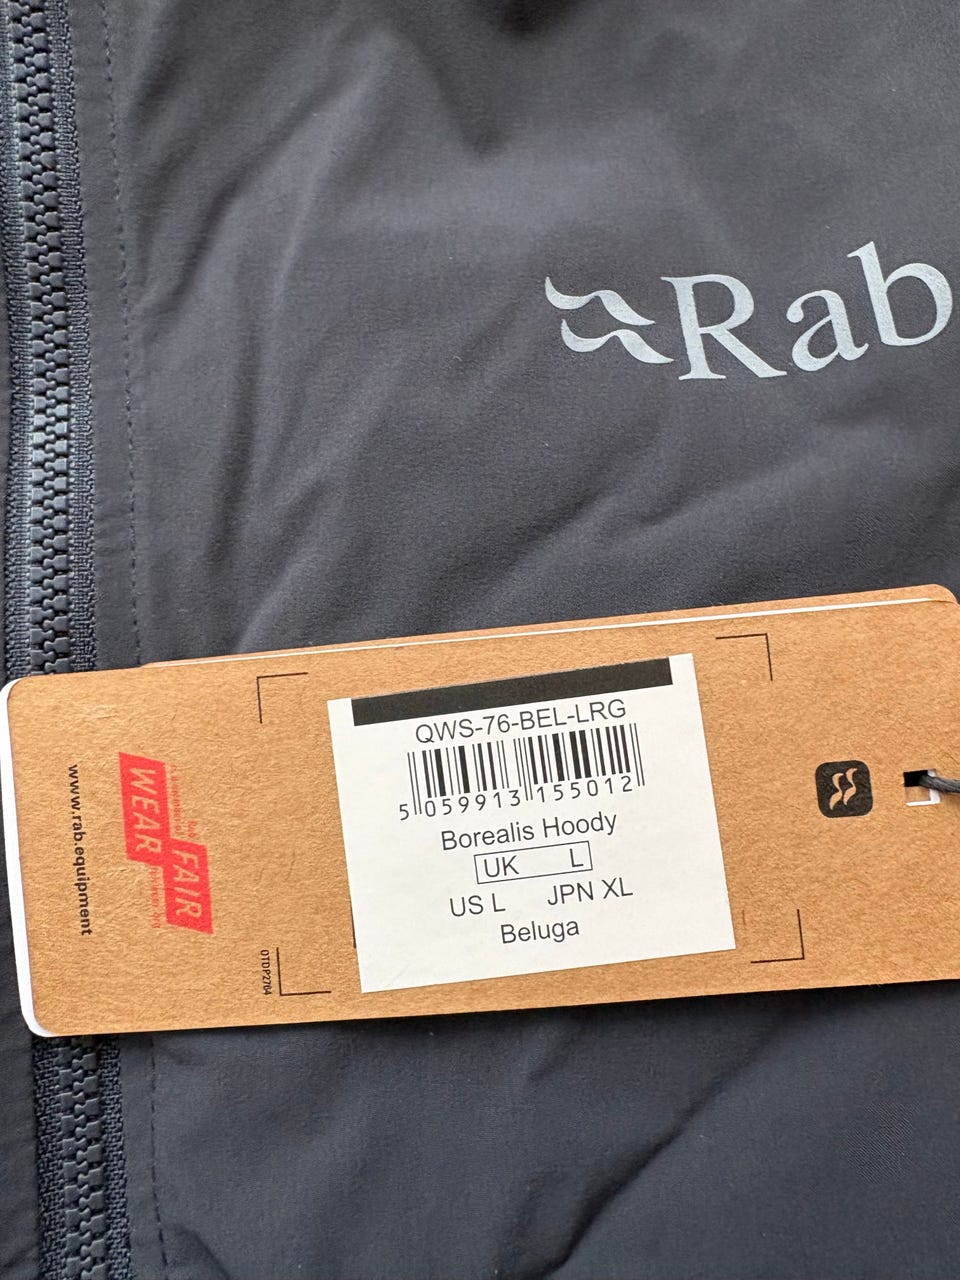 Rab
QWS-76-BEL-LRG
5 059913 155012
Borealis Hoody
UK L
US L JPN XL
Beluga
www.rab.equipment
WEAR
FAIR
0TDP2764